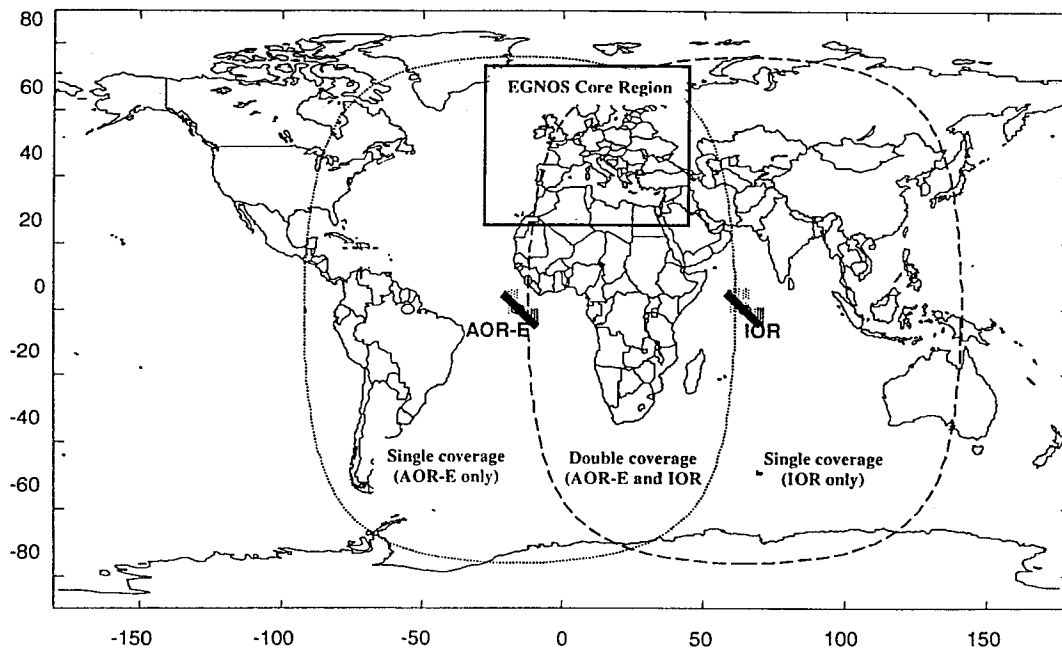 80
60
40
20
0
-20
-40
-60
-80
EGNOS Core Region
AOR-E
IOR
Single coverage
(AOR-E only)
Double coverage
(AOR-E and IOR
Single coverage
(IOR only)
-150
-100
-50
0
50
100
150